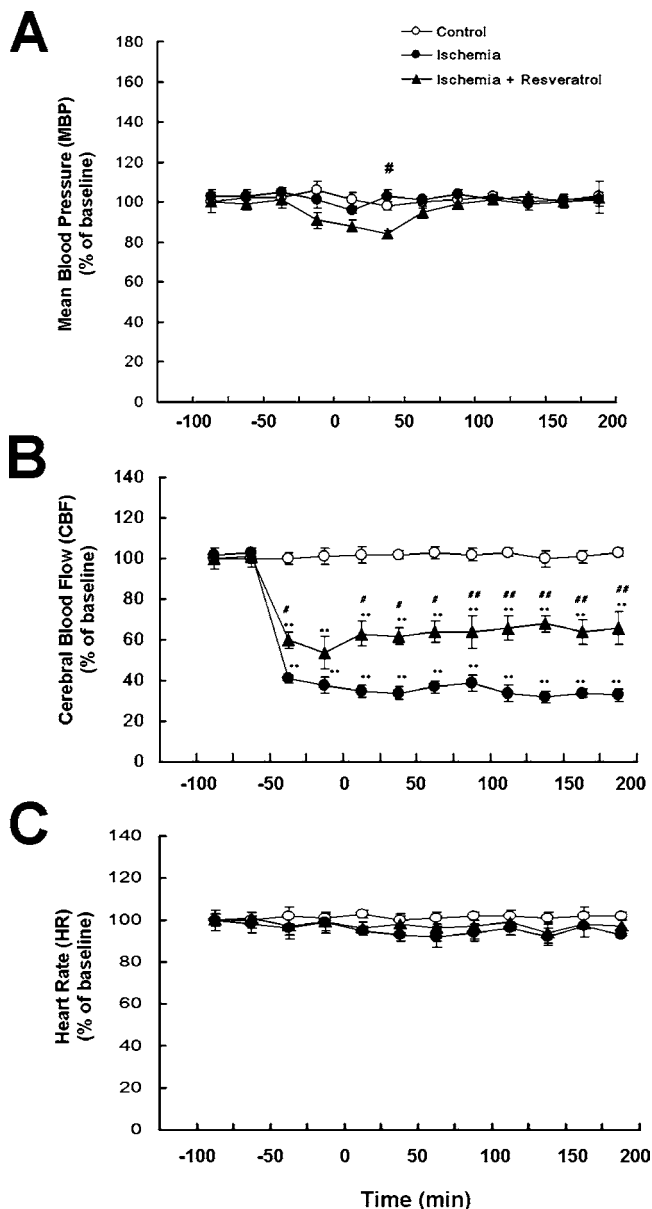 A
Control
Ischemia
Ischemia + Resveratrol
Mean Blood Pressure (MBP)
(% of baseline)
180
160
140
120
100
80
60
40
20
0
#
-100 -50 0 50 100 150 200
B
Cerebral Blood Flow (CBF)
(% of baseline)
140
120
100
80
60
40
20
0
# # # # ## ## ## ## ##
** ** ** ** ** ** ** ** ** **
** ** ** ** ** ** ** ** ** **
-100 -50 0 50 100 150 200
C
Heart Rate (HR)
(% of baseline)
140
120
100
80
60
40
20
0
-100 -50 0 50 100 150 200
Time (min)